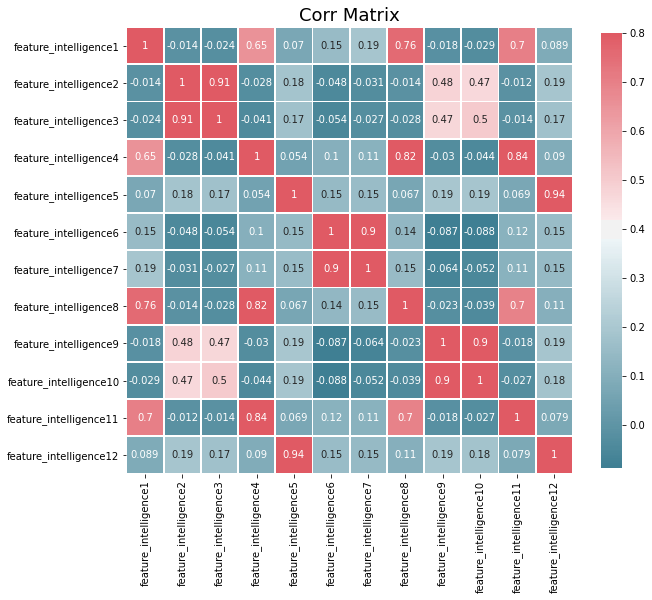 Corr Matrix
feature_intelligence1 1 -0.014 -0.024 0.65 0.07 0.15 0.19 0.76 -0.018 -0.029 0.7 0.089
feature_intelligence2 -0.014 1 0.91 -0.028 0.18 -0.048 -0.031 -0.014 0.48 0.47 -0.012 0.19
feature_intelligence3 -0.024 0.91 1 -0.041 0.17 -0.054 -0.027 -0.028 0.47 0.5 -0.014 0.17
feature_intelligence4 0.65 -0.028 -0.041 1 0.054 0.1 0.11 0.82 -0.03 -0.044 0.84 0.09
feature_intelligence5 0.07 0.18 0.17 0.054 1 0.15 0.15 0.067 0.19 0.19 0.069 0.94
feature_intelligence6 0.15 -0.048 -0.054 0.1 0.15 1 0.9 0.14 -0.087 -0.088 0.12 0.15
feature_intelligence7 0.19 -0.031 -0.027 0.11 0.15 0.9 1 0.15 -0.064 -0.052 0.11 0.15
feature_intelligence8 0.76 -0.014 -0.028 0.82 0.067 0.14 0.15 1 -0.023 -0.039 0.7 0.11
feature_intelligence9 -0.018 0.48 0.47 -0.03 0.19 -0.087 -0.064 -0.023 1 0.9 -0.018 0.19
feature_intelligence10 -0.029 0.47 0.5 -0.044 0.19 -0.088 -0.052 -0.039 0.9 1 -0.027 0.18
feature_intelligence11 0.7 -0.012 -0.014 0.84 0.069 0.12 0.11 0.7 -0.018 -0.027 1 0.079
feature_intelligence12 0.089 0.19 0.17 0.09 0.94 0.15 0.15 0.11 0.19 0.18 0.079 1
feature_intelligence1
feature_intelligence2
feature_intelligence3
feature_intelligence4
feature_intelligence5
feature_intelligence6
feature_intelligence7
feature_intelligence8
feature_intelligence9
feature_intelligence10
feature_intelligence11
feature_intelligence12
0.8
0.7
0.6
0.5
0.4
0.3
0.2
0.1
0.0